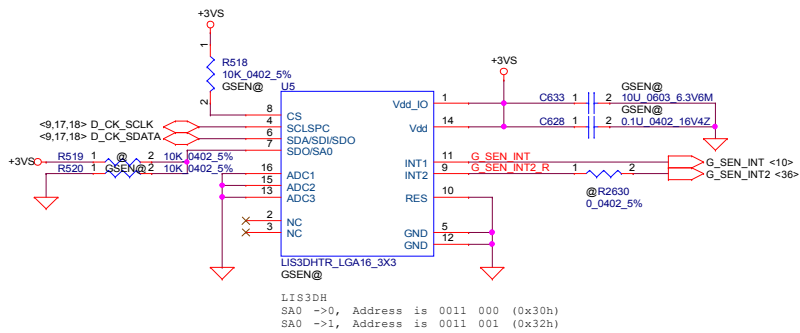 +3VS
1
R518
10K_0402_5%
GSEN@
2
U5
8 CS
<9,17,18> D_CK_SCLK 4 SCLSPC
<9,17,18> D_CK_SDATA 6 SDA/SDI/SDO
7 SDO/SA0
+3VS R519 1 @ 2 10K_0402_5%
R520 1 GSEN@ 2 10K_0402_5%
16 ADC1
15 ADC2
13 ADC3
2 NC
3 NC
LIS3DHTR_LGA16_3X3
GSEN@
+3VS
Vdd_IO 1
Vdd 14
GSEN@
C633 1 2 10U_0603_6.3V6M
GSEN@
C628 1 2 0.1U_0402_16V4Z
INT1 11 G_SEN_INT G_SEN_INT <10>
INT2 9 G_SEN_INT2_R 1 2 G_SEN_INT2 <36>
@R2630
0_0402_5%
RES 10
GND 5
GND 12
LIS3DH
SA0 ->0, Address is 0011 000 (0x30h)
SA0 ->1, Address is 0011 001 (0x32h)